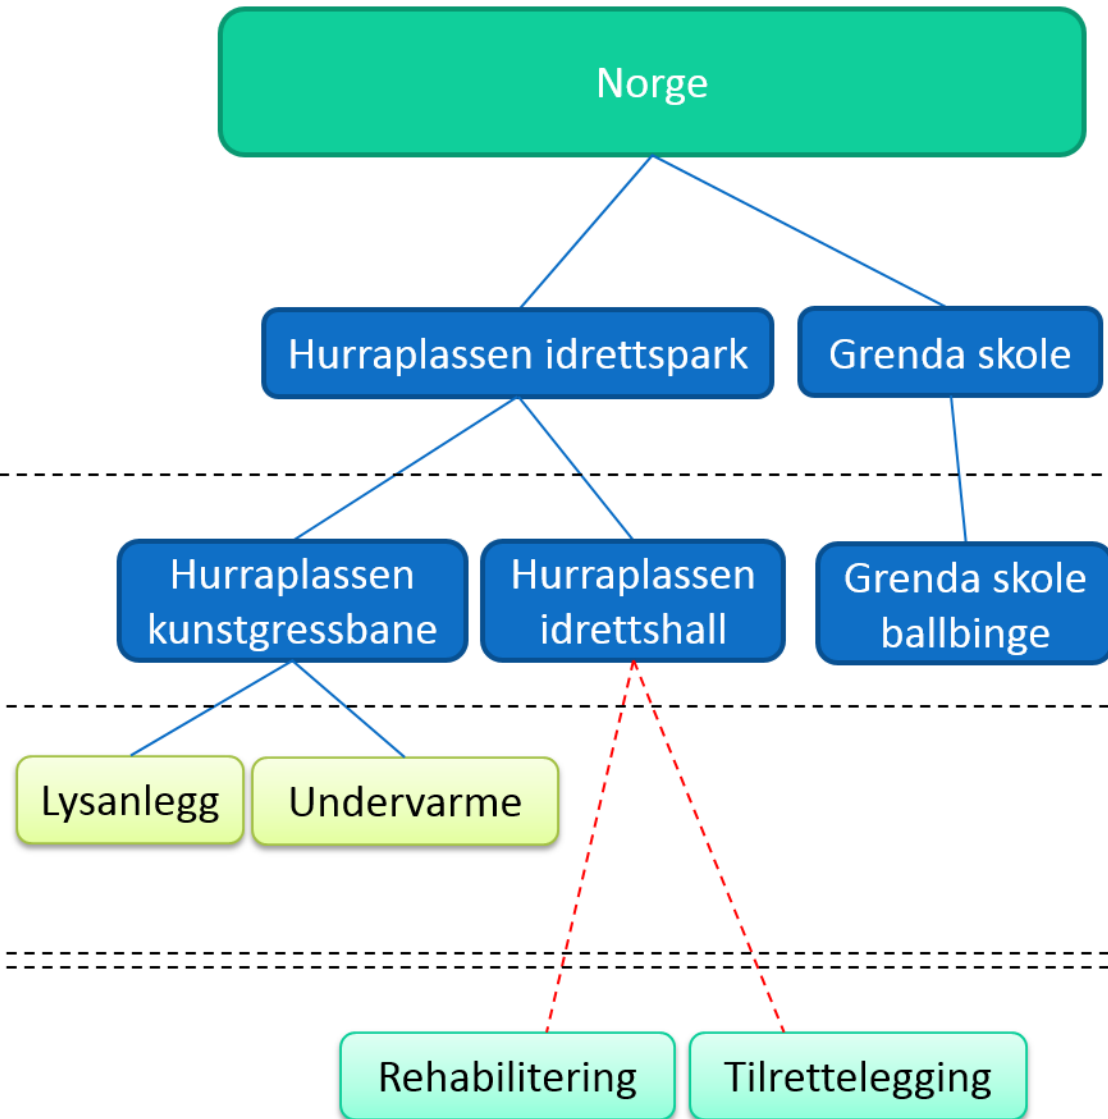 Norge
Hurraplassen idrettspark
Grenda skole
Hurraplassen
kunstgressbane
Hurraplassen
idrettshall
Grenda skole
ballbinge
Lysanlegg
Undervarme
Rehabilitering
Tilrettelegging